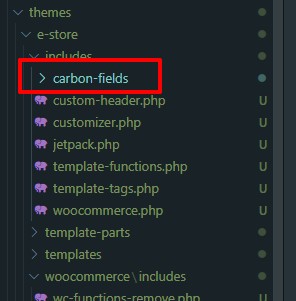 themes
e-store
includes
carbon-fields
custom-header.php U
customizer.php U
jetpack.php U
template-functions.php U
template-tags.php U
woocommerce.php U
template-parts
templates
woocommerce\includes
wc-functions-remove.php U